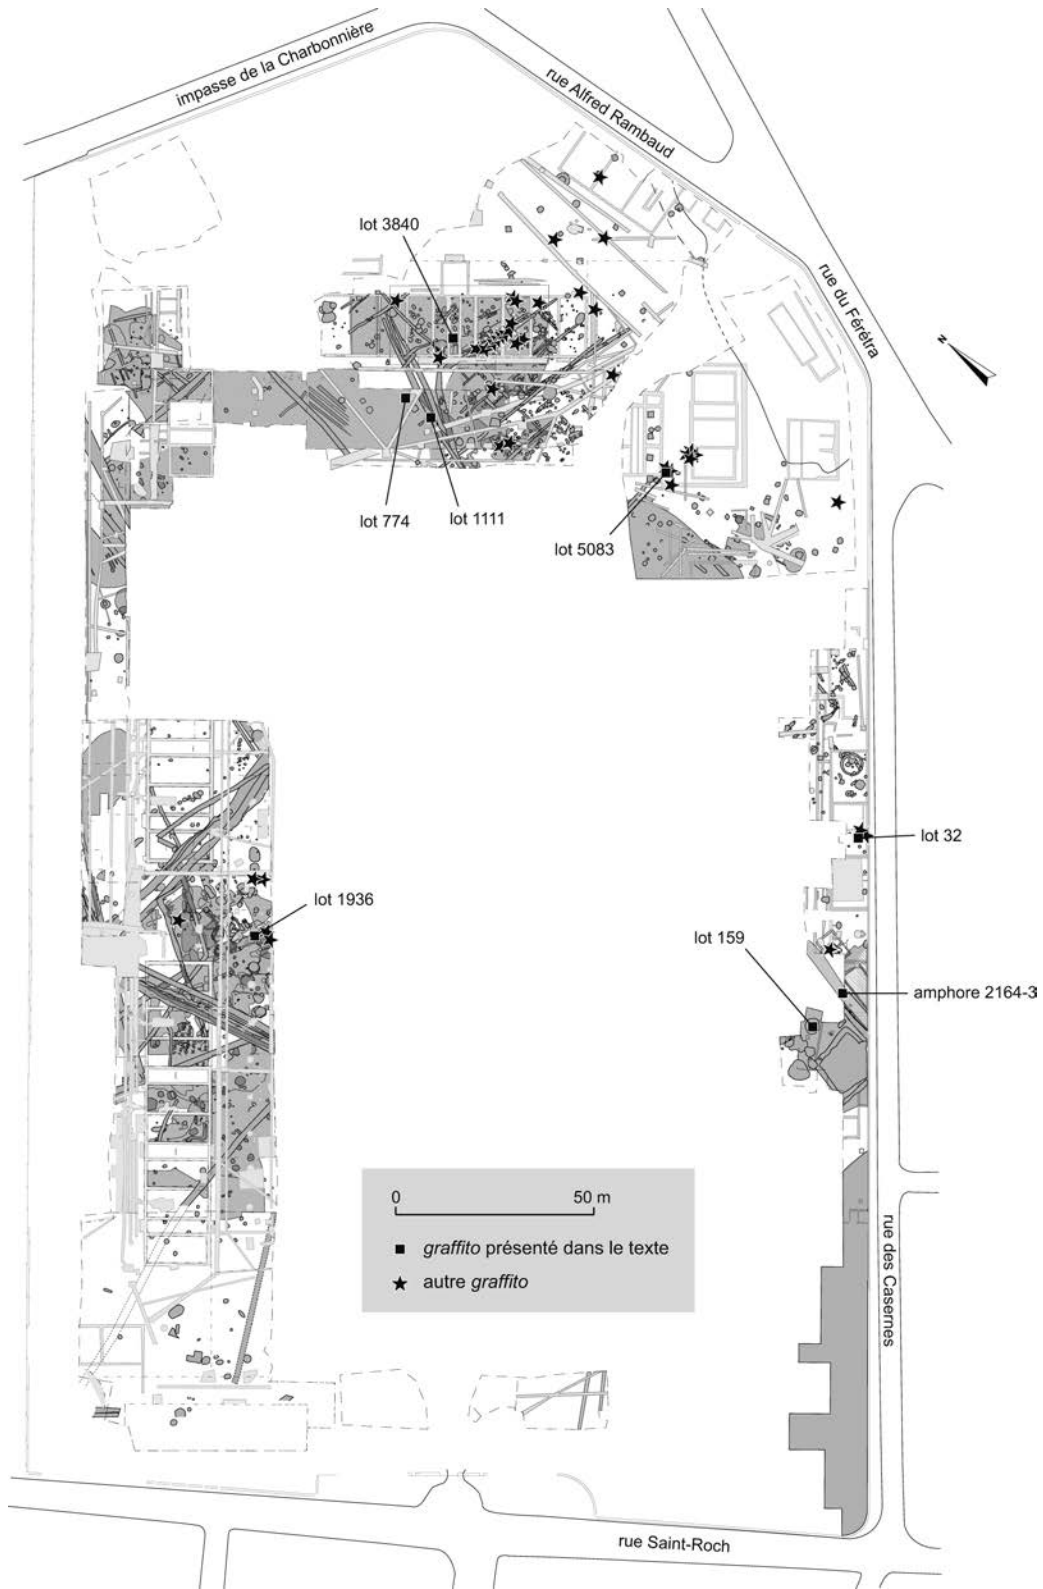 impasse de la Charbonnière
rue Alfred Rambaud
rue du Férétra
N
lot 3840
lot 774
lot 1111
lot 5083
lot 32
lot 1936
lot 159
amphore 2164-3
0 50 m
graffito présenté dans le texte
autre graffito
rue des Casernes
rue Saint-Roch